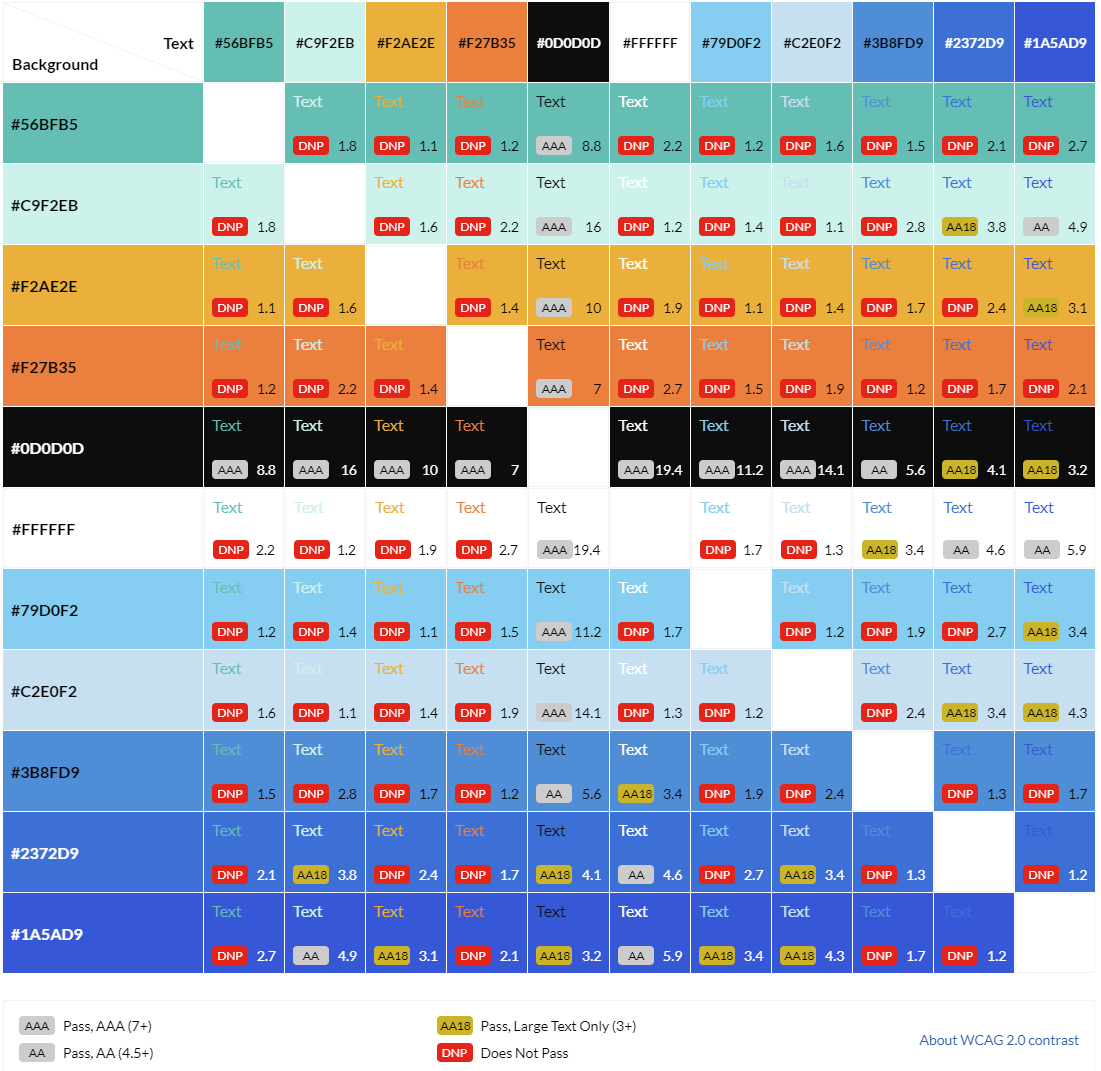 Text #56BFB5 #C9F2EB #F2AE2E #F27B35 #0D0D0D #FFFFFF #79D0F2 #C2E0F2 #3B8FD9 #2372D9 #1A5AD9
Background
Text Text Text Text Text Text Text Text Text Text
#56BFB5
DNP 1.8 DNP 1.1 DNP 1.2 AAA 8.8 DNP 2.2 DNP 1.2 DNP 1.6 DNP 1.5 DNP 2.1 DNP 2.7
Text Text Text Text Text Text Text Text Text Text
#C9F2EB
DNP 1.8 DNP 1.6 DNP 2.2 AAA 16 DNP 1.2 DNP 1.4 DNP 1.1 DNP 2.8 AA18 3.8 AA 4.9
Text Text Text Text Text Text Text Text Text Text
#F2AE2E
DNP 1.1 DNP 1.6 DNP 1.4 AAA 10 DNP 1.9 DNP 1.1 DNP 1.4 DNP 1.7 DNP 2.4 AA18 3.1
Text Text Text Text Text Text Text Text Text Text
#F27B35
DNP 1.2 DNP 2.2 DNP 1.4 AAA 7 DNP 2.7 DNP 1.5 DNP 1.9 DNP 1.2 DNP 1.7 DNP 2.1
Text Text Text Text Text Text Text Text Text Text
#0D0D0D
AAA 8.8 AAA 16 AAA 10 AAA 7 AAA 19.4 AAA 11.2 AAA 14.1 AA 5.6 AA18 4.1 AA18 3.2
Text Text Text Text Text Text Text Text Text Text
#FFFFFF
DNP 2.2 DNP 1.2 DNP 1.9 DNP 2.7 AAA 19.4 DNP 1.7 DNP 1.3 AA18 3.4 AA 4.6 AA 5.9
Text Text Text Text Text Text Text Text Text Text
#79D0F2
DNP 1.2 DNP 1.4 DNP 1.1 DNP 1.5 AAA 11.2 DNP 1.7 DNP 1.2 DNP 1.9 DNP 2.7 AA18 3.4
Text Text Text Text Text Text Text Text Text Text
#C2E0F2
DNP 1.6 DNP 1.1 DNP 1.4 DNP 1.9 AAA 14.1 DNP 1.3 DNP 1.2 DNP 2.4 AA18 3.4 AA18 4.3
Text Text Text Text Text Text Text Text Text Text
#3B8FD9
DNP 1.5 DNP 2.8 DNP 1.7 DNP 1.2 AA 5.6 AA18 3.4 DNP 1.9 DNP 2.4 DNP 1.3 DNP 1.7
Text Text Text Text Text Text Text Text Text Text
#2372D9
DNP 2.1 AA18 3.8 DNP 2.4 DNP 1.7 AA18 4.1 AA 4.6 DNP 2.7 AA18 3.4 DNP 1.3 DNP 1.2
Text Text Text Text Text Text Text Text Text Text
#1A5AD9
DNP 2.7 AA 4.9 AA18 3.1 DNP 2.1 AA18 3.2 AA 5.9 AA18 3.4 AA18 4.3 DNP 1.7 DNP 1.2
AAA Pass, AAA (7+) AA18 Pass, Large Text Only (3+)
About WCAG 2.0 contrast
AA Pass, AA (4.5+) DNP Does Not Pass